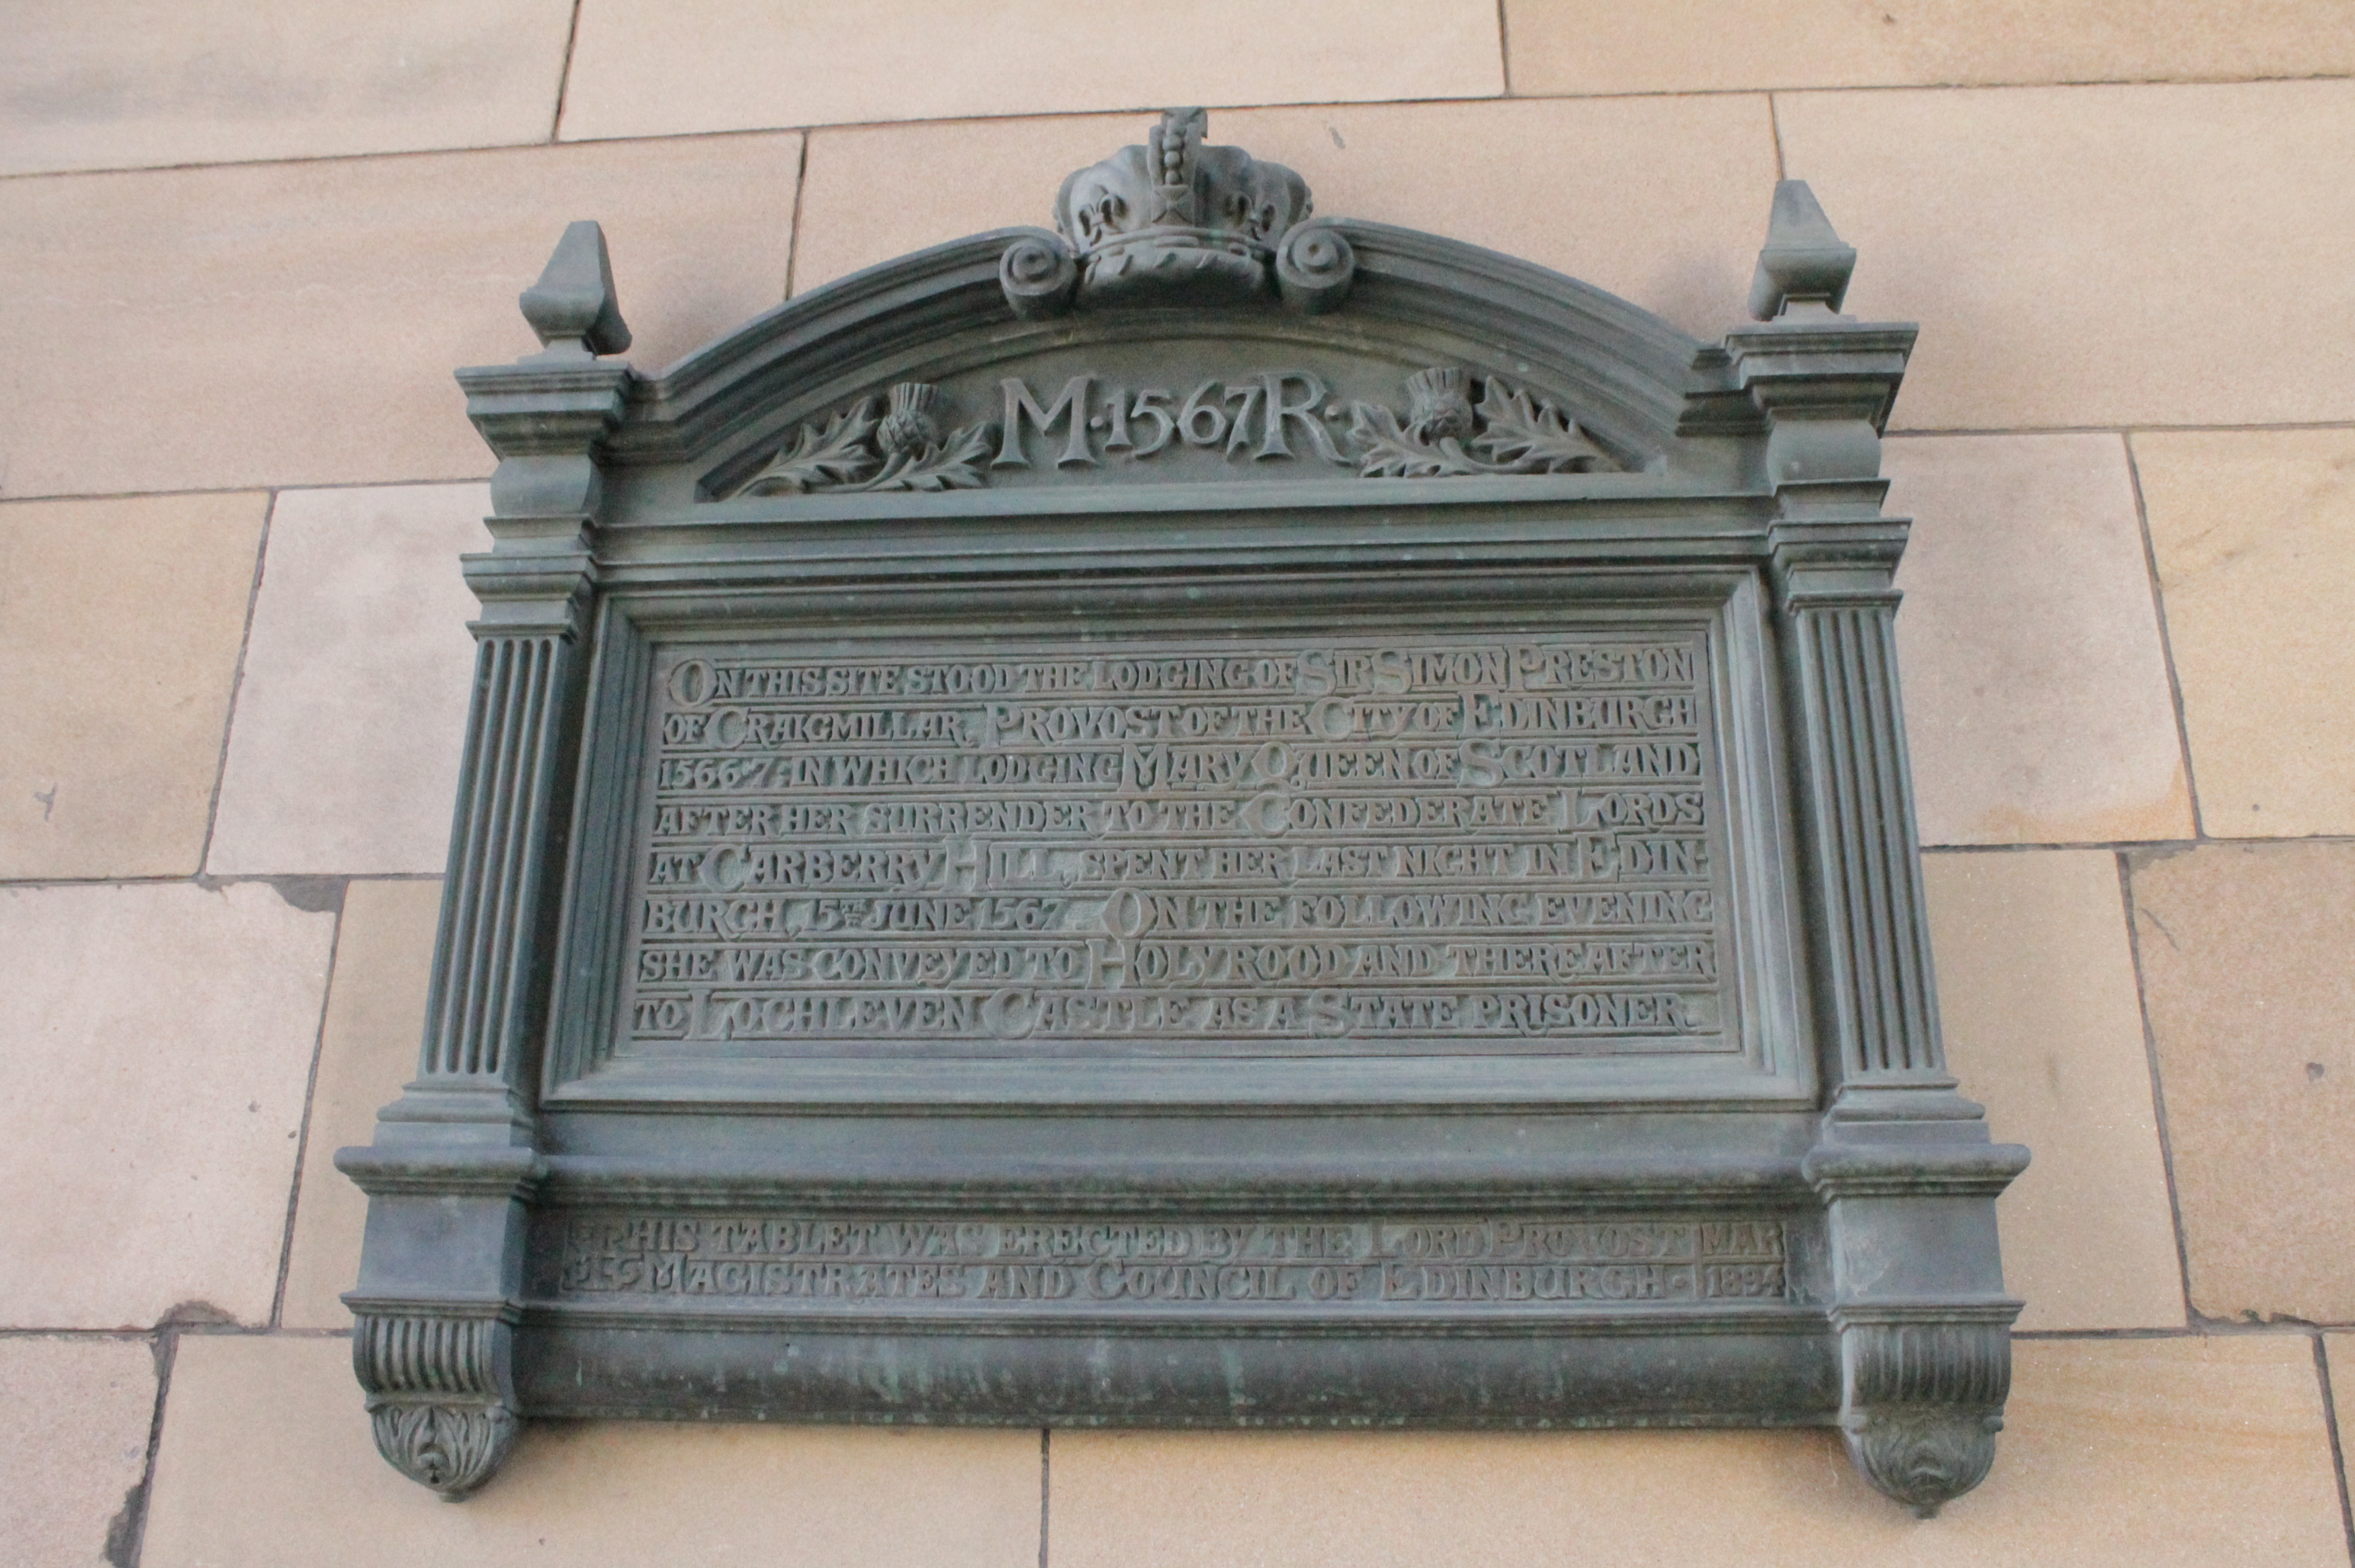 M·1567R·
ON THIS SITE STOOD THE LODGING OF SIR SIMON PRESTON
OF CRAIGMILLAR, PROVOST OF THE CITY OF EDINBURGH
1566-7: IN WHICH LODGING MARY QUEEN OF SCOTLAND
AFTER HER SURRENDER TO THE CONFEDERATE LORDS
AT CARBERRY HILL, SPENT HER LAST NIGHT IN EDIN-
BURGH, 15TH JUNE 1567. ON THE FOLLOWING EVENING
SHE WAS CONVEYED TO HOLYROOD AND THEREAFTER
TO LOCHLEVEN CASTLE AS A STATE PRISONER.
THIS TABLET WAS ERECTED BY THE LORD PROVOST MAR
MAGISTRATES AND COUNCIL OF EDINBURGH- 1894